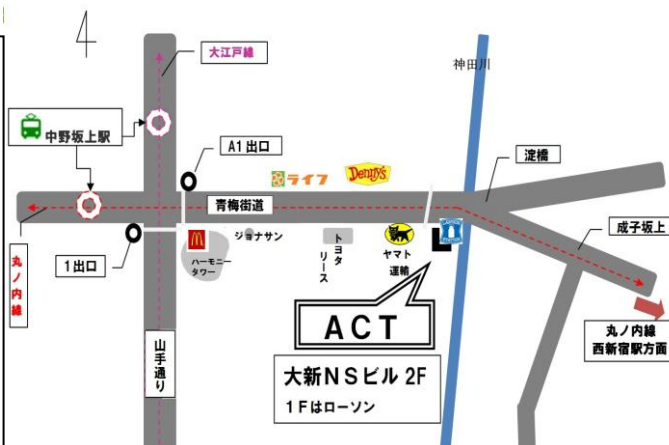 4
大江戸線
神田川
中野坂上駅
A1出口
ライフ
Denny's
淀橋
青梅街道
成子坂上
丸ノ内線
1出口
ハーモニー
タワー
ジョナサン
トヨタ
リース
ヤマト
運輸
ACT
丸ノ内線
西新宿駅方面
山手通り
大新NSビル 2F
1Fはローソン